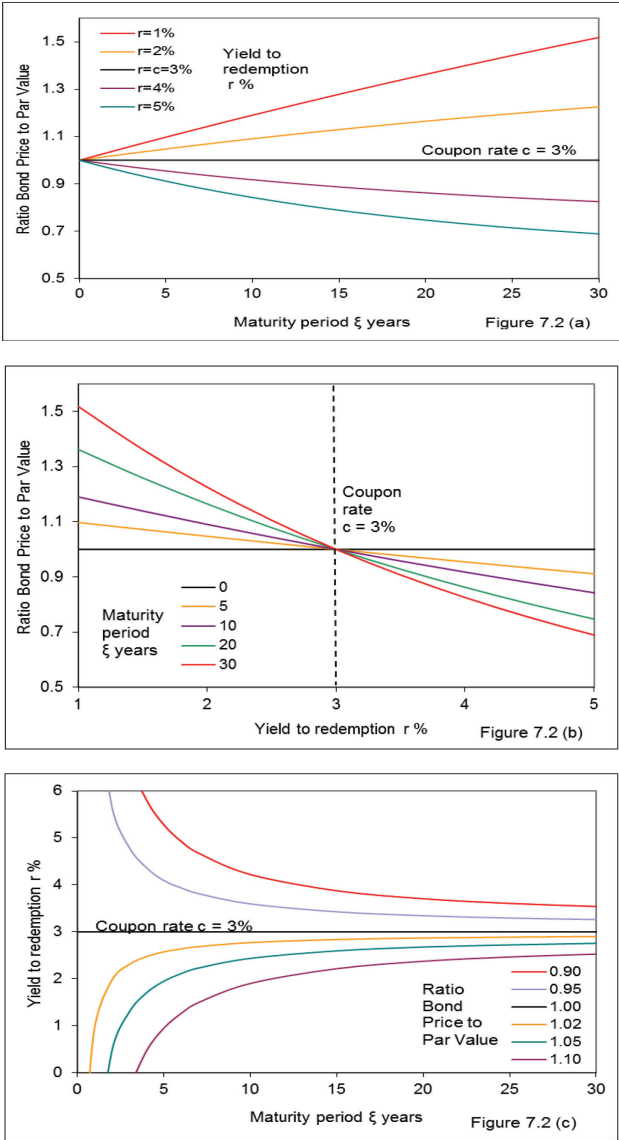 Ratio Bond Price to Par Value
1.5
1.3
1.1
0.9
0.7
0.5
r=1%
r=2%
r=c=3%
r=4%
r=5%
Yield to
redemption
r %
Coupon rate c = 3%
0
5
10
15
20
25
30
Maturity period ξ years
Figure 7.2 (a)
Ratio Bond Price to Par Value
1.5
1.3
1.1
0.9
0.7
0.5
Coupon
rate
c = 3%
Maturity
period
ξ years
0
5
10
20
30
1
2
3
4
5
Yield to redemption r %
Figure 7.2 (b)
Yield to redemption r %
6
5
4
3
2
1
0
Coupon rate c = 3%
Ratio
Bond
Price to
Par Value
0.90
0.95
1.00
1.02
1.05
1.10
0
5
10
15
20
25
30
Maturity period ξ years
Figure 7.2 (c)